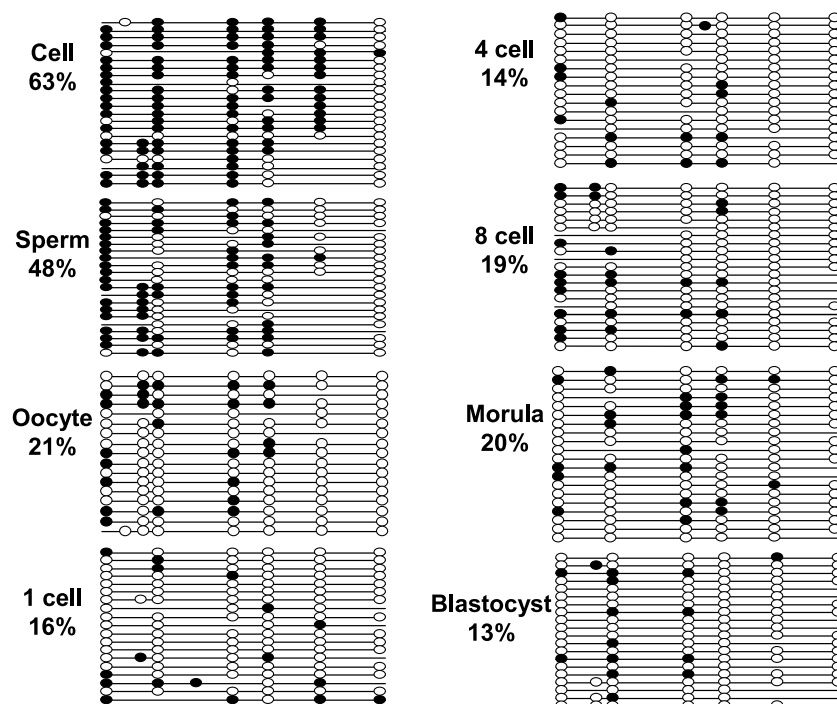 Cell
63%
Sperm
48%
Oocyte
21%
1 cell
16%
4 cell
14%
8 cell
19%
Morula
20%
Blastocyst
13%